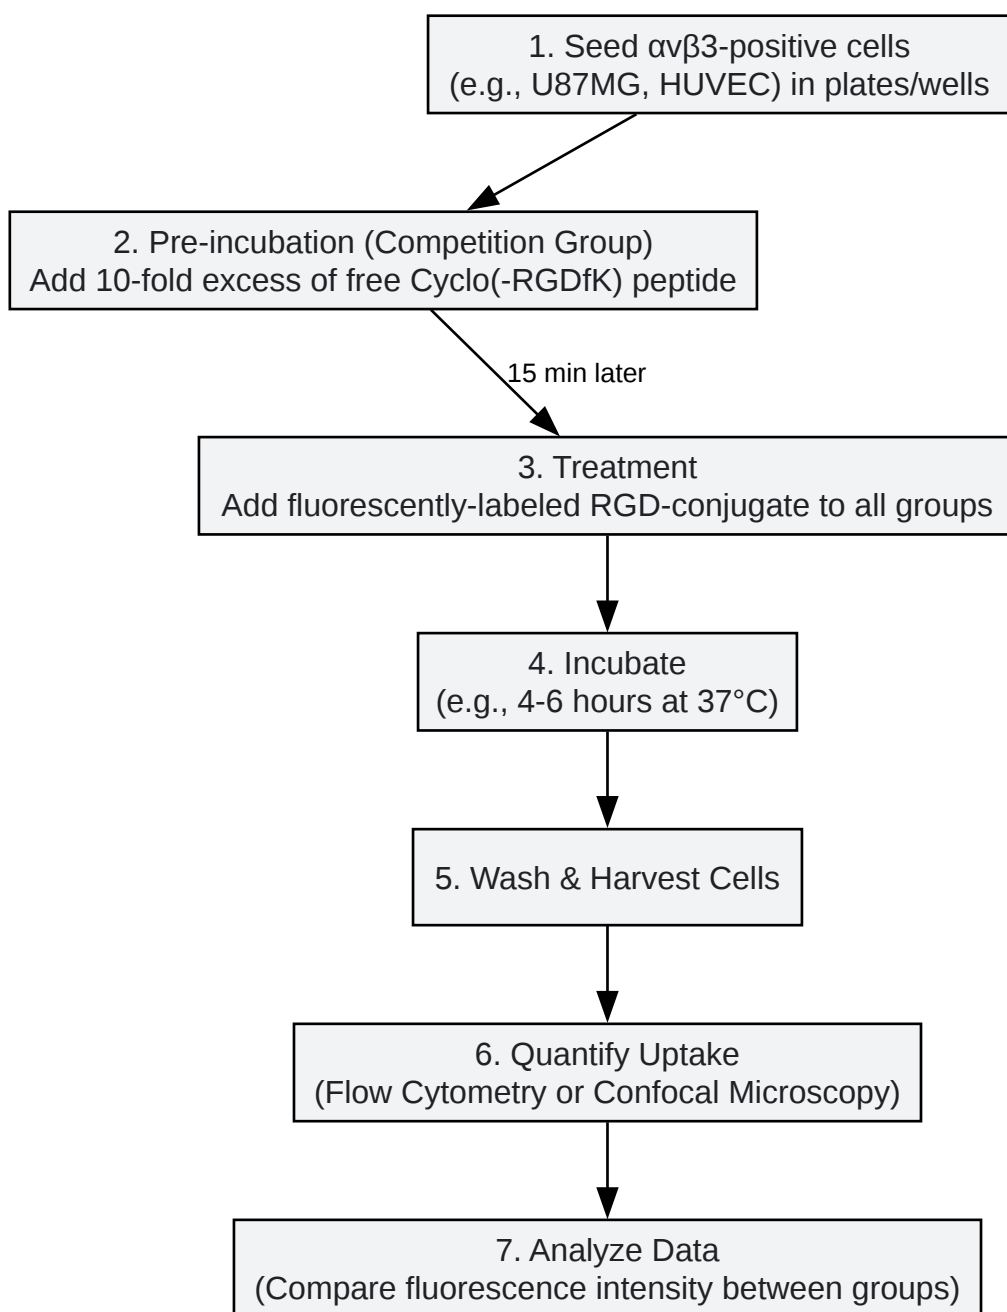 1. Seed αvβ3-positive cells
(e.g., U87MG, HUVEC) in plates/wells
2. Pre-incubation (Competition Group)
Add 10-fold excess of free Cyclo(-RGDfK) peptide
15 min later
3. Treatment
Add fluorescently-labeled RGD-conjugate to all groups
4. Incubate
(e.g., 4-6 hours at 37°C)
5. Wash & Harvest Cells
6. Quantify Uptake
(Flow Cytometry or Confocal Microscopy)
7. Analyze Data
(Compare fluorescence intensity between groups)